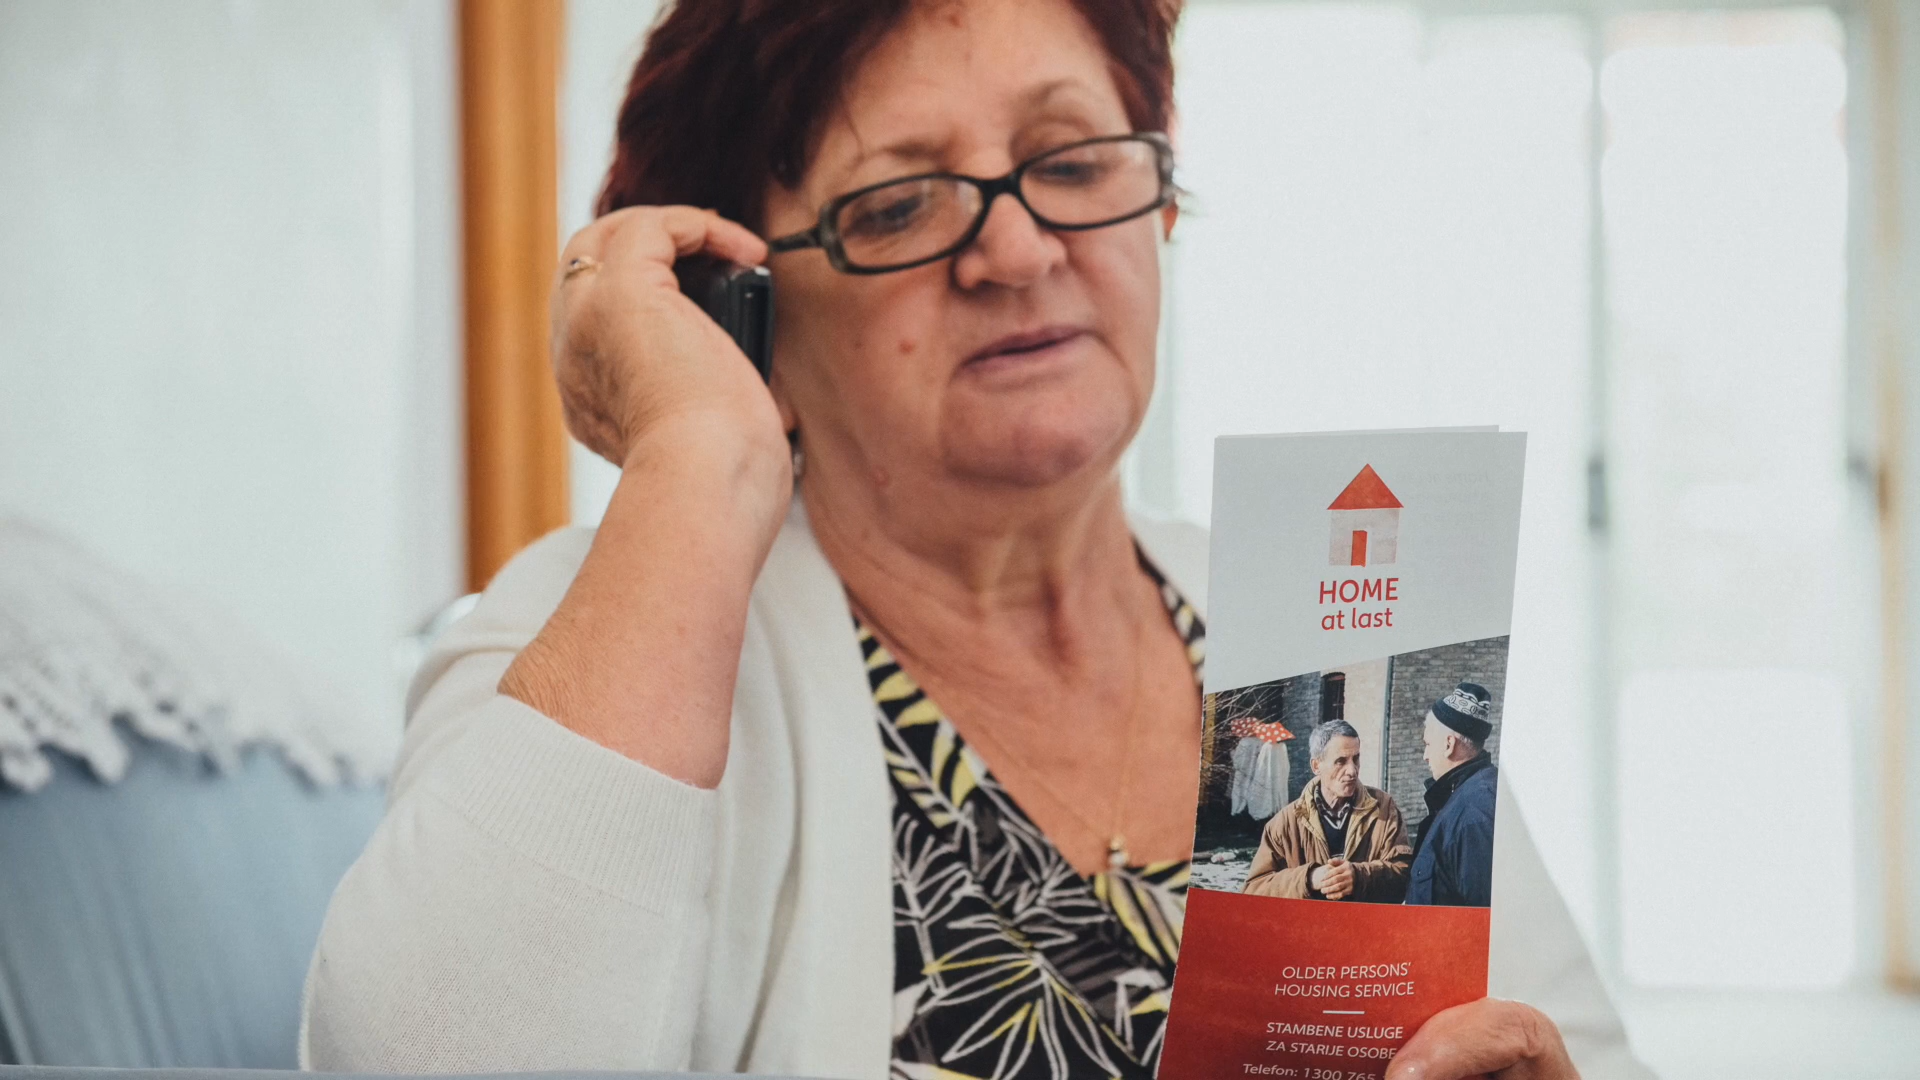 HOME
at last
OLDER PERSONS'
HOUSING SERVICE
STAMBENE USLUGE
ZA STARIJE OSOBE
Telefon: 1300 765